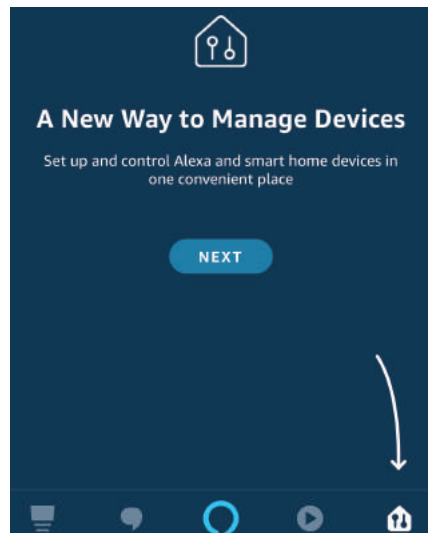 A New Way to Manage Devices
Set up and control Alexa and smart home devices in
one convenient place
NEXT